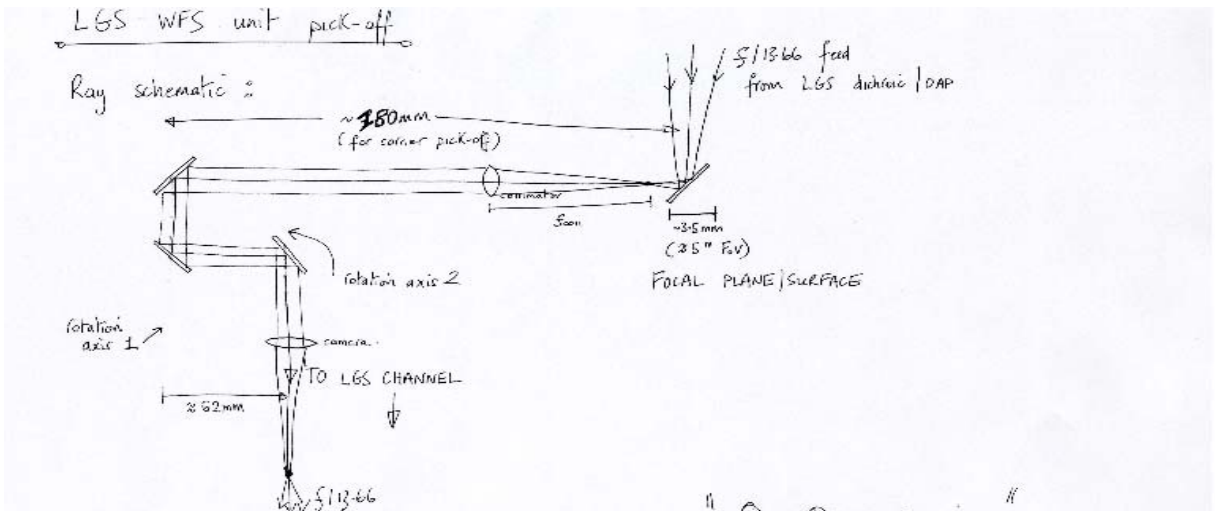 LGS WFS unit pick-off
Ray schematic :
f/13.66 feed
from LGS dichroic / DAP
~180mm
(for corner pick-off)
collimator
fcoll
~3.5mm
(≈5" FoV)
FOCAL PLANE/SURFACE
rotation axis 2
rotation
axis 1
camera.
TO LGS CHANNEL
≈62mm
f/13.66